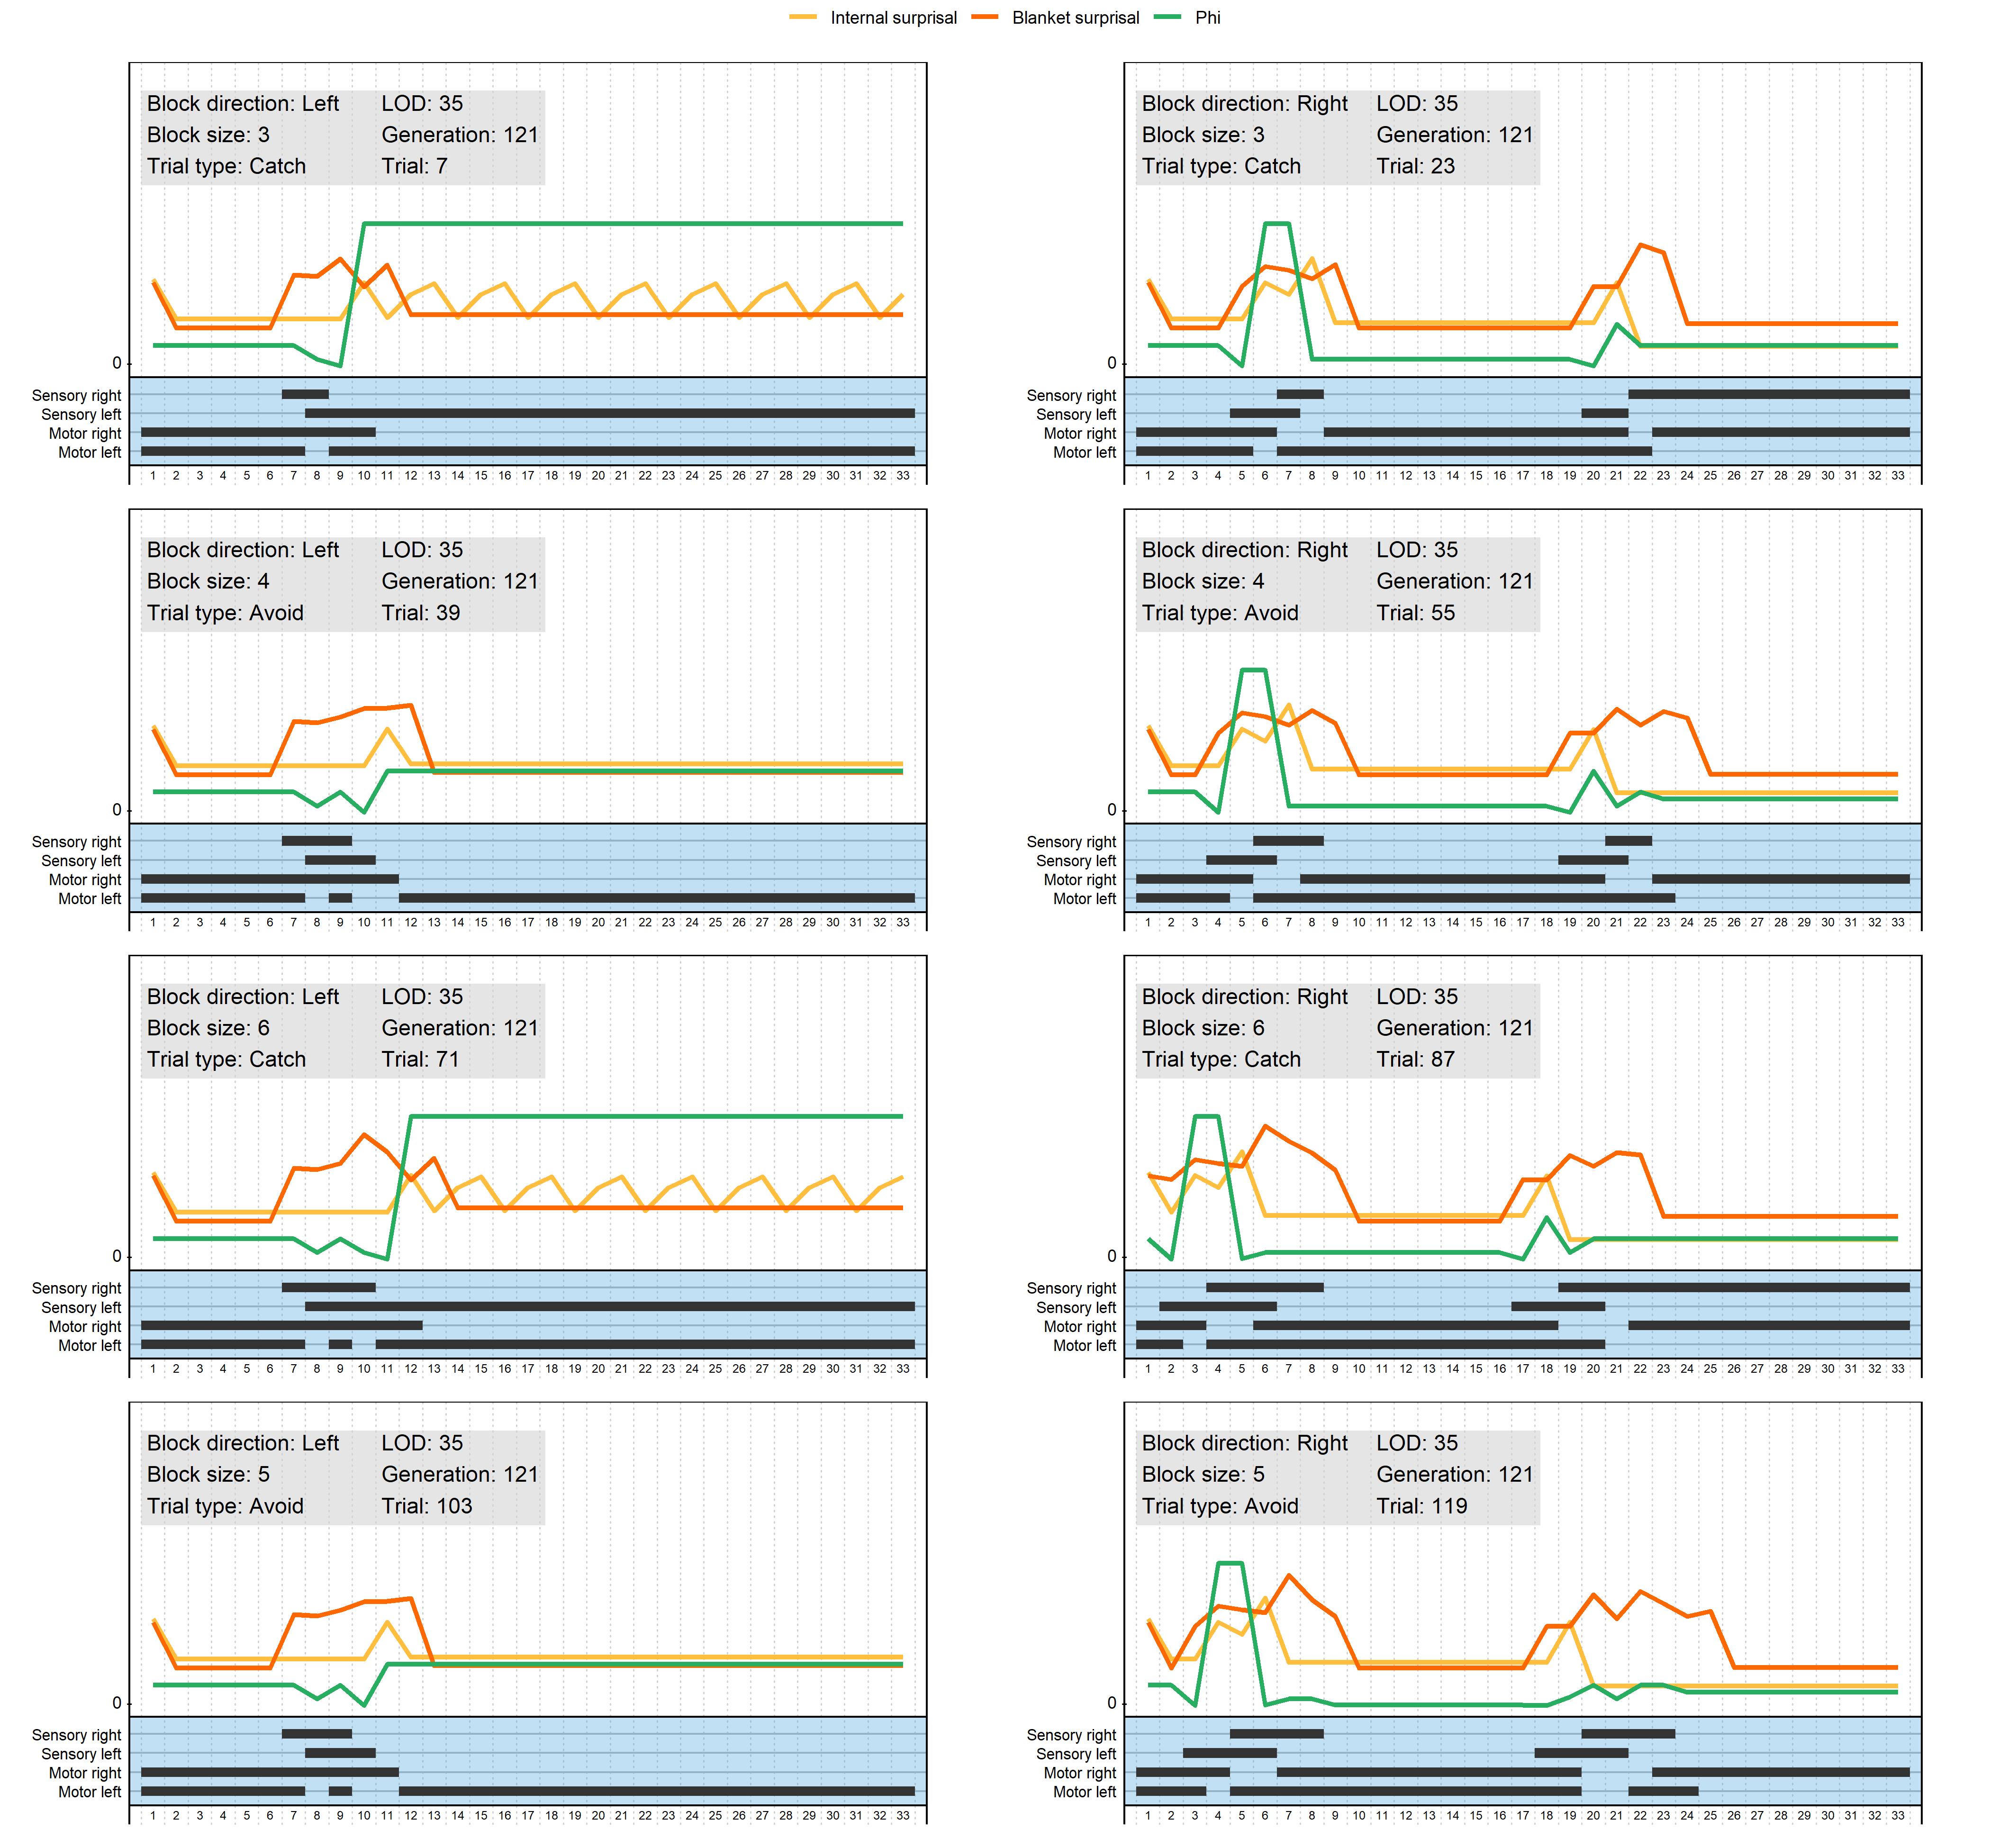 Internal surprisal Blanket surprisal Phi
Block direction: Left LOD: 35
Block size: 3 Generation: 121
Trial type: Catch Trial: 7
0
Sensory right
Sensory left
Motor right
Motor left
1 2 3 4 5 6 7 8 9 10 11 12 13 14 15 16 17 18 19 20 21 22 23 24 25 26 27 28 29 30 31 32 33
Block direction: Right LOD: 35
Block size: 3 Generation: 121
Trial type: Catch Trial: 23
0
Sensory right
Sensory left
Motor right
Motor left
1 2 3 4 5 6 7 8 9 10 11 12 13 14 15 16 17 18 19 20 21 22 23 24 25 26 27 28 29 30 31 32 33
Block direction: Left LOD: 35
Block size: 4 Generation: 121
Trial type: Avoid Trial: 39
0
Sensory right
Sensory left
Motor right
Motor left
1 2 3 4 5 6 7 8 9 10 11 12 13 14 15 16 17 18 19 20 21 22 23 24 25 26 27 28 29 30 31 32 33
Block direction: Right LOD: 35
Block size: 4 Generation: 121
Trial type: Avoid Trial: 55
0
Sensory right
Sensory left
Motor right
Motor left
1 2 3 4 5 6 7 8 9 10 11 12 13 14 15 16 17 18 19 20 21 22 23 24 25 26 27 28 29 30 31 32 33
Block direction: Left LOD: 35
Block size: 6 Generation: 121
Trial type: Catch Trial: 71
0
Sensory right
Sensory left
Motor right
Motor left
1 2 3 4 5 6 7 8 9 10 11 12 13 14 15 16 17 18 19 20 21 22 23 24 25 26 27 28 29 30 31 32 33
Block direction: Right LOD: 35
Block size: 6 Generation: 121
Trial type: Catch Trial: 87
0
Sensory right
Sensory left
Motor right
Motor left
1 2 3 4 5 6 7 8 9 10 11 12 13 14 15 16 17 18 19 20 21 22 23 24 25 26 27 28 29 30 31 32 33
Block direction: Left LOD: 35
Block size: 5 Generation: 121
Trial type: Avoid Trial: 103
0
Sensory right
Sensory left
Motor right
Motor left
1 2 3 4 5 6 7 8 9 10 11 12 13 14 15 16 17 18 19 20 21 22 23 24 25 26 27 28 29 30 31 32 33
Block direction: Right LOD: 35
Block size: 5 Generation: 121
Trial type: Avoid Trial: 119
0
Sensory right
Sensory left
Motor right
Motor left
1 2 3 4 5 6 7 8 9 10 11 12 13 14 15 16 17 18 19 20 21 22 23 24 25 26 27 28 29 30 31 32 33